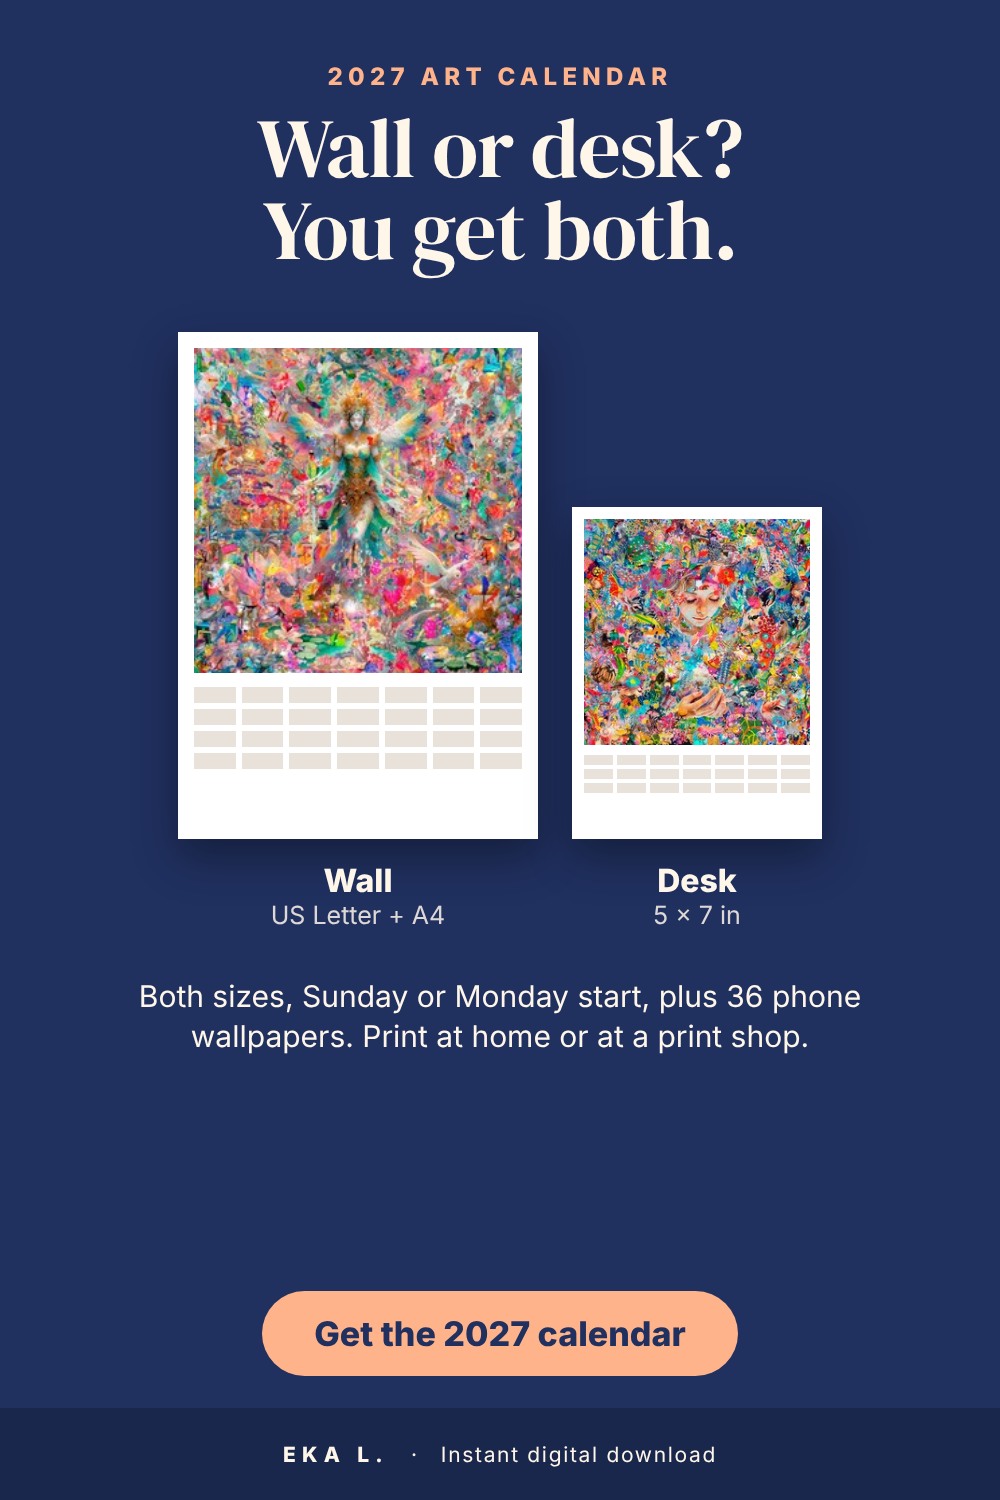 2027 ART CALENDAR
Wall or desk?
You get both.
Wall
US Letter + A4
Desk
5 × 7 in
Both sizes, Sunday or Monday start, plus 36 phone
wallpapers. Print at home or at a print shop.
Get the 2027 calendar
EKA L. · Instant digital download